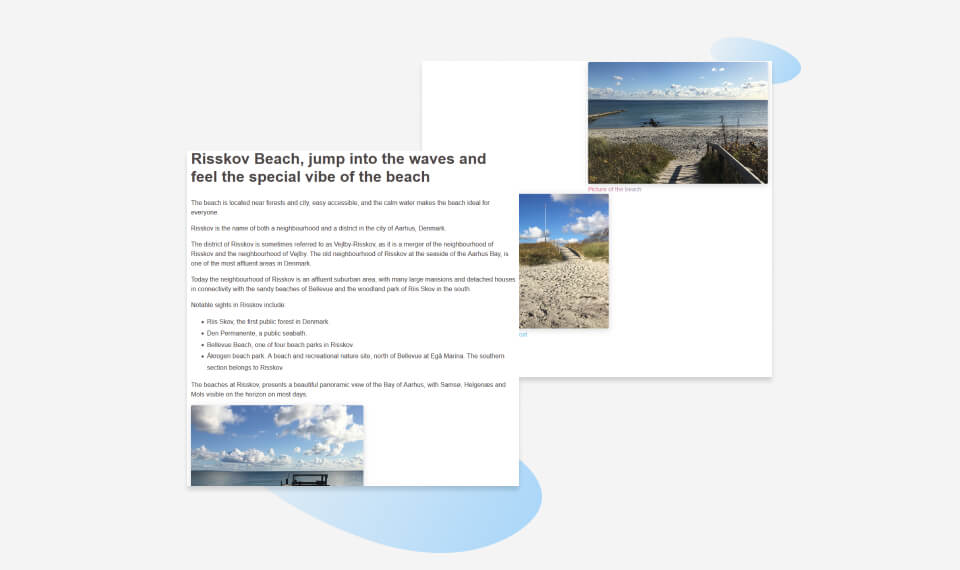 Risskov Beach, jump into the waves and
feel the special vibe of the beach
The beach is located near forests and city, easy accessible, and the calm water makes the beach ideal for
everyone.
Risskov is the name of both a neighbourhood and a district in the city of Aarhus, Denmark.
The district of Risskov is sometimes referred to as Vejlby-Risskov, as it is a merger of the neighbourhood of
Risskov and the neighbourhood of Vejlby. The old neighbourhood of Risskov at the seaside of the Aarhus Bay, is
one of the most affluent areas in Denmark.
Today the neighbourhood of Risskov is an affluent suburban area, with many large mansions and detached houses
in connectivity with the sandy beaches of Bellevue and the woodland park of Riis Skov in the south.
Notable sights in Risskov include:
• Riis Skov, the first public forest in Denmark.
• Den Permanente, a public seabath.
• Bellevue Beach, one of four beach parks in Risskov
• Åkrogen beach park. A beach and recreational nature site, north of Bellevue at Egå Marina. The southern
section belongs to Risskov.
The beaches at Risskov, presents a beautiful panoramic view of the Bay of Aarhus, with Samsø, Helgenæs and
Mols visible on the horizon on most days.
Picture of the beach